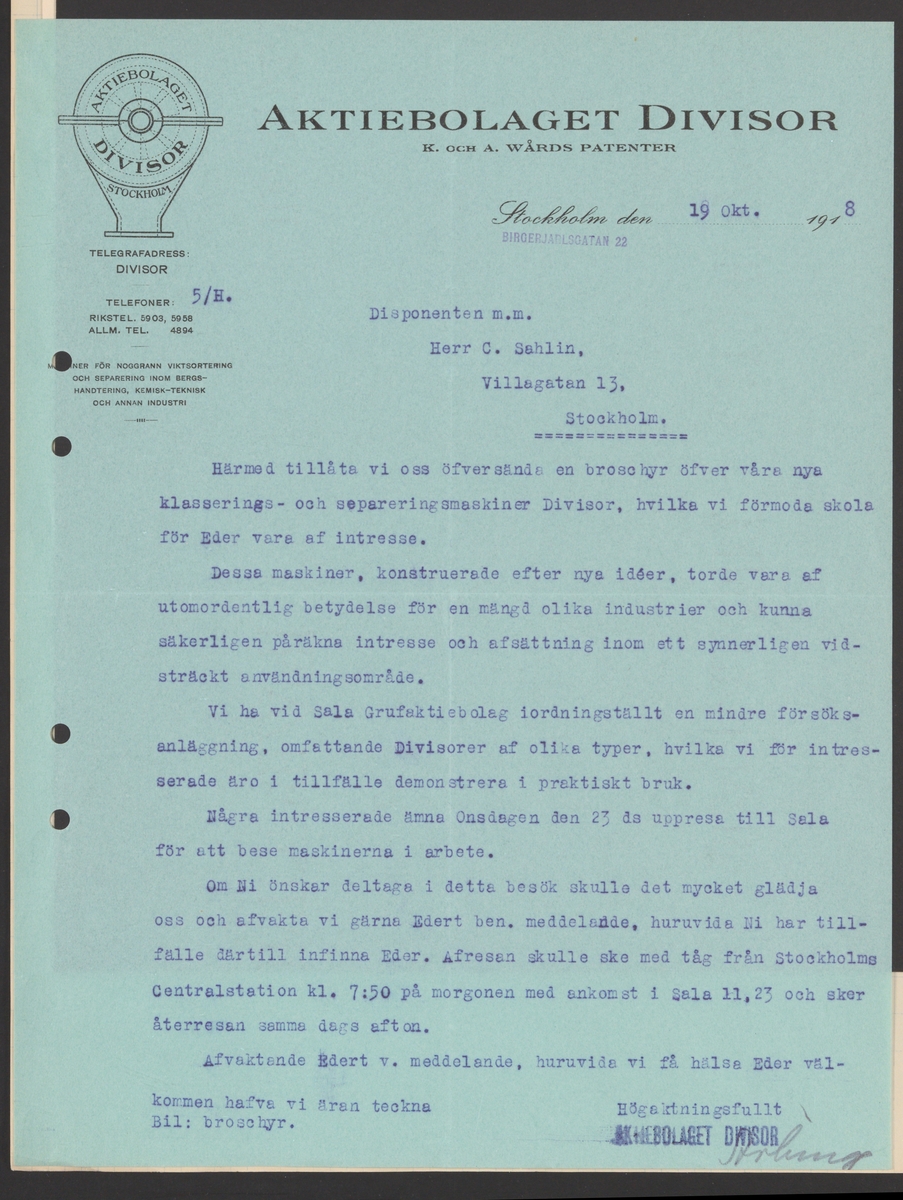 AKTIEBOLAGET
DIVISOR
STOCKHOLM
AKTIEBOLAGET DIVISOR
K. OCH A. WÅRDS PATENTER
Stockholm den 19 Okt. 1918
BIRGERJARLSGATAN 22
TELEGRAFADRESS:
DIVISOR
TELEFONER: 5/H.
RIKSTEL. 5903, 5958
ALLM. TEL. 4894
FÖR NOGGRANN VIKTSORTERING
OCH SEPARERING INOM BERGS-
HANDTERING, KEMISK-TEKNISK
OCH ANNAN INDUSTRI
Disponenten m.m.
Herr C. Sahlin,
Villagatan 13,
Stockholm.
===============
Härmed tillåta vi oss öfversända en broschyr öfver våra nya
klasserings- och separeringsmaskiner Divisor, hvilka vi förmoda skola
för Eder vara af intresse.
Dessa maskiner, konstruerade efter nya idéer, torde vara af
utomordentlig betydelse för en mängd olika industrier och kunna
säkerligen påräkna intresse och afsättning inom ett synnerligen vid-
sträckt användningsområde.
Vi ha vid Sala Grufaktiebolag iordningställt en mindre försöks-
anläggning, omfattande Divisorer af olika typer, hvilka vi för intres-
serade äro i tillfälle demonstrera i praktiskt bruk.
Några intresserade ämna Onsdagen den 23 ds uppresa till Sala
för att bese maskinerna i arbete.
Om Ni önskar deltaga i detta besök skulle det mycket glädja
oss och afvakta vi gärna Edert ben. meddelande, huruvida Ni har till-
fälle därtill infinna Eder. Afresan skulle ske med tåg från Stockholms
Centralstation kl. 7:50 på morgonen med ankomst i Sala 11,23 och sker
återresan samma dags afton.
Afvaktande Edert v. meddelande, huruvida vi få hälsa Eder väl-
kommen hafva vi äran teckna
Högaktningsfullt
Bil: broschyr.
AKTIEBOLAGET DIVISOR